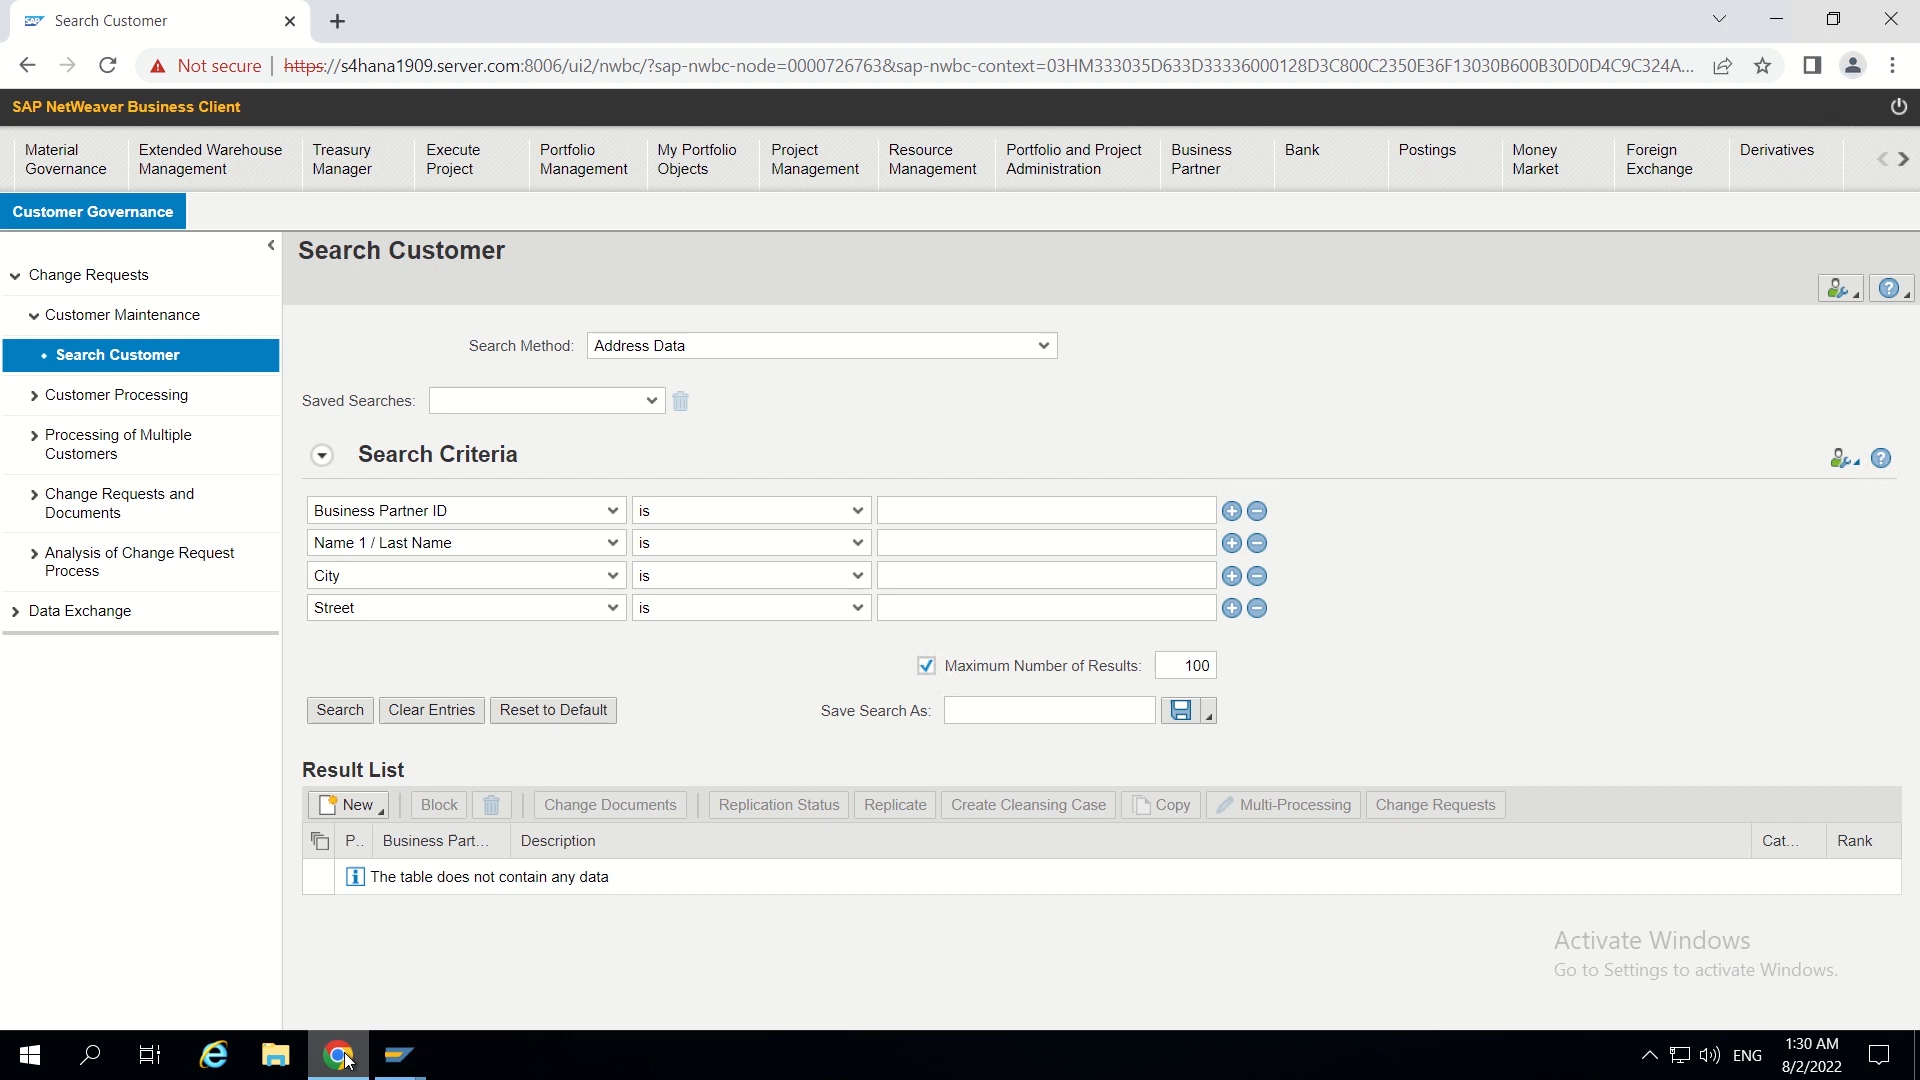 Search Customer
Not secure
https://s4hana1909.server.com:8006/ui2/nwbc/?sap-nwbc-node=0000726763&sap-nwbc-context=03HM333035D633D33336000128D3C800C2350E36F13030B600B30D0D4C9C324A...
SAP NetWeaver Business Client
Material Governance
Extended Warehouse Management
Treasury Manager
Execute Project
Portfolio Management
My Portfolio Objects
Project Management
Resource Management
Portfolio and Project Administration
Business Partner
Bank
Postings
Money Market
Foreign Exchange
Derivatives
Customer Governance
Change Requests
Customer Maintenance
Search Customer
Customer Processing
Processing of Multiple
Customers
Change Requests and
Documents
Analysis of Change Request
Process
Data Exchange
Search Customer
Search Method: Address Data
Saved Searches:
Search Criteria
Business Partner ID is
Name 1 / Last Name is
City is
Street is
Maximum Number of Results: 100
Search Clear Entries Reset to Default Save Search As:
Result List
New Block Change Documents Replication Status Replicate Create Cleansing Case Copy Multi-Processing Change Requests
P.. Business Part... Description Cat... Rank
The table does not contain any data
Activate Windows
Go to Settings to activate Windows.
ENG
1:30 AM
8/2/2022